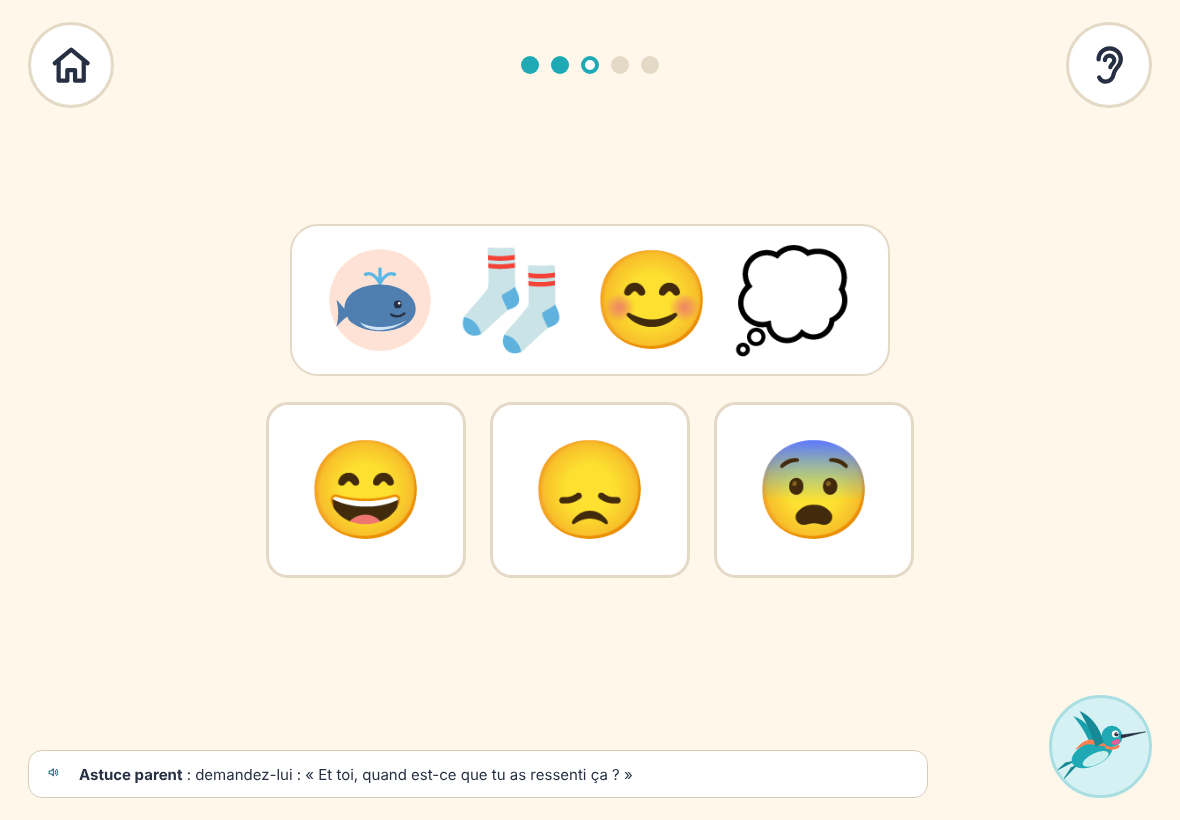 Astuce parent : demandez-lui : « Et toi, quand est-ce que tu as ressenti ça ? »